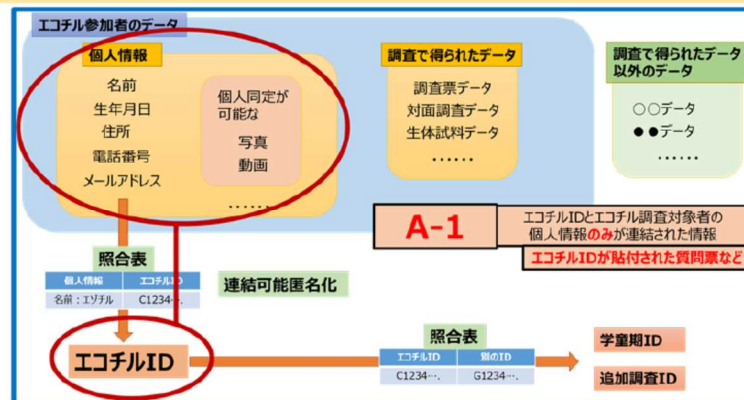 エコチル参加者のデータ
個人情報
名前
生年月日
住所
電話番号
メールアドレス
個人同定が
可能な
写真
動画
……
調査で得られたデータ
調査票データ
対面調査データ
生体試料データ
……
調査で得られたデータ
以外のデータ
○○データ
●●データ
……
A-1
エコチルIDとエコチル調査対象者の
個人情報のみが連結された情報
エコチルIDが貼付された質問票など
照合表
個人情報 エコチルID
名前：エゾチル C1234….
連結可能匿名化
エコチルID
照合表
エコチルID 別のID
C1234…. G1234….
学童期ID
追加調査ID